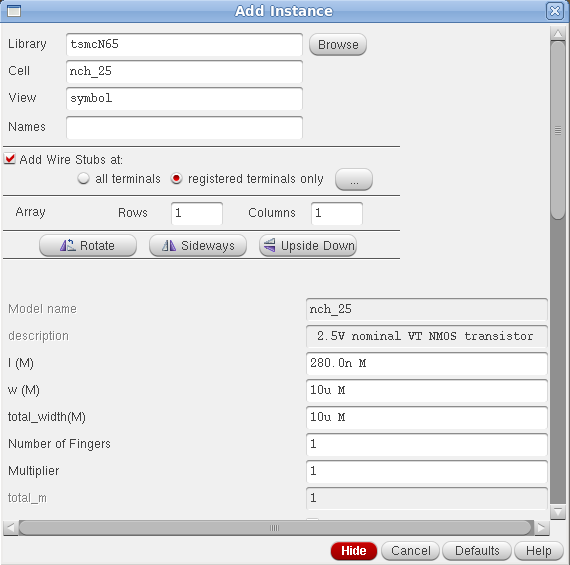 Add Instance
Library tsmcN65 Browse
Cell nch_25
View symbol
Names
Add Wire Stubs at:
all terminals registered terminals only ...
Array Rows 1 Columns 1
Rotate Sideways Upside Down
Model name nch_25
description 2.5V nominal VT NMOS transistor
l (M) 280.0n M
w (M) 10u M
total_width(M) 10u M
Number of Fingers 1
Multiplier 1
total_m 1
Hide Cancel Defaults Help